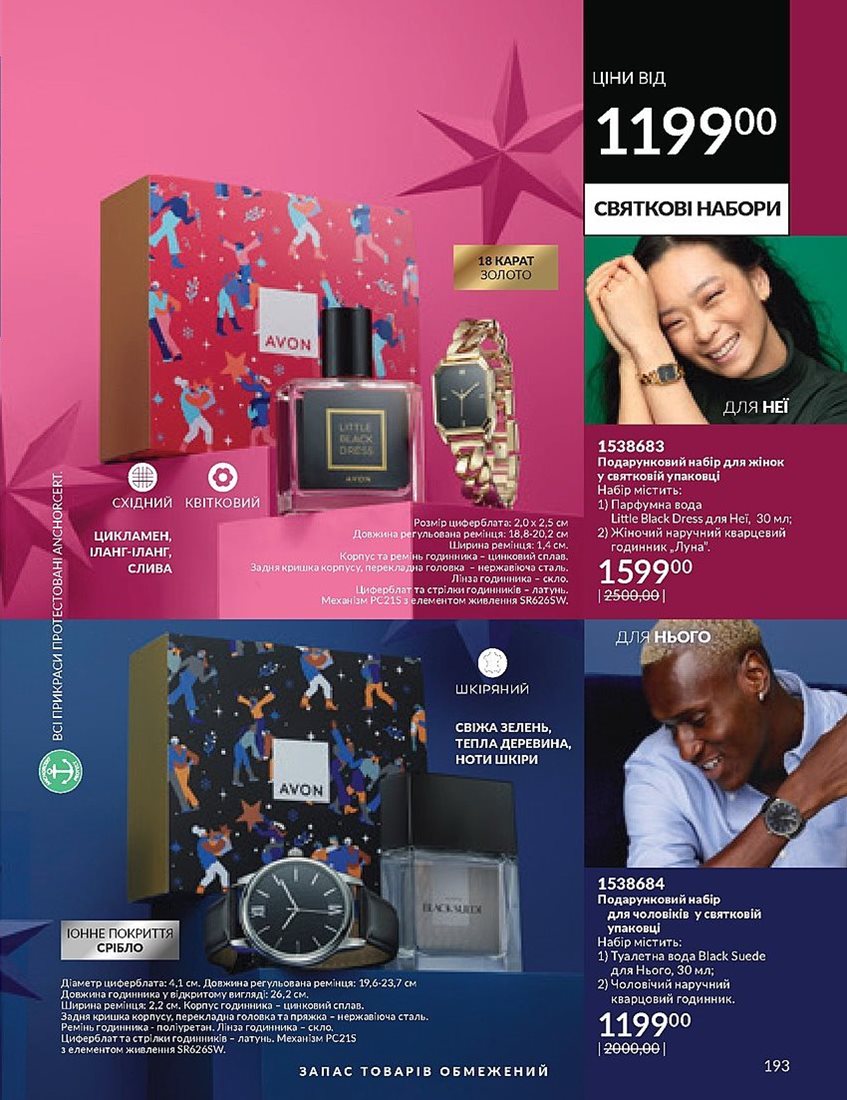 ЦІНИ ВІД
1199⁰⁰
СВЯТКОВІ НАБОРИ
18 КАРАТ
ЗОЛОТО
AVON
LITTLE
BLACK
DRESS
AVON
СХІДНИЙ КВІТКОВИЙ
ЦИКЛАМЕН,
ІЛАНГ-ІЛАНГ,
СЛИВА
Розмір циферблата: 2,0 х 2,5 см
Довжина регульована ремінця: 18,8-20,2 см
Ширина ремінця: 1,4 см.
Корпус та ремінь годинника – цинковий сплав.
Задня кришка корпусу, перекладна головка – нержавіюча сталь.
Лінза годинника – скло.
Циферблат та стрілки годинників – латунь.
Механізм PC21S з елементом живлення SR626SW.
ДЛЯ НЕЇ
1538683
Подарунковий набір для жінок
у святковій упаковці
Набір містить:
1) Парфумна вода
Little Black Dress для Неї, 30 мл;
2) Жіночий наручний кварцевий
годинник „Луна”.
1599⁰⁰
| 2500,00 |
ВСІ ПРИКРАСИ ПРОТЕСТОВАНІ ANCHORCERT.
ШКІРЯНИЙ
СВІЖА ЗЕЛЕНЬ,
ТЕПЛА ДЕРЕВИНА,
НОТИ ШКІРИ
AVON
BLACK SUEDE
ІОННЕ ПОКРИТТЯ
СРІБЛО
Діаметр циферблата: 4,1 см. Довжина регульована ремінця: 19,6-23,7 см
Довжина годинника у відкритому вигляді: 26,2 см.
Ширина ремінця: 2,2 см. Корпус годинника – цинковий сплав.
Задня кришка корпусу, перекладна головка та пряжка – нержавіюча сталь.
Ремінь годинника - поліуретан. Лінза годинника – скло.
Циферблат та стрілки годинників – латунь. Механізм PC21S
з елементом живлення SR626SW.
ДЛЯ НЬОГО
1538684
Подарунковий набір
для чоловіків у святковій
упаковці
Набір містить:
1) Туалетна вода Black Suede
для Нього, 30 мл;
2) Чоловічий наручний
кварцовий годинник.
1199⁰⁰
| 2000,00 |
ЗАПАС ТОВАРІВ ОБМЕЖЕНИЙ
193